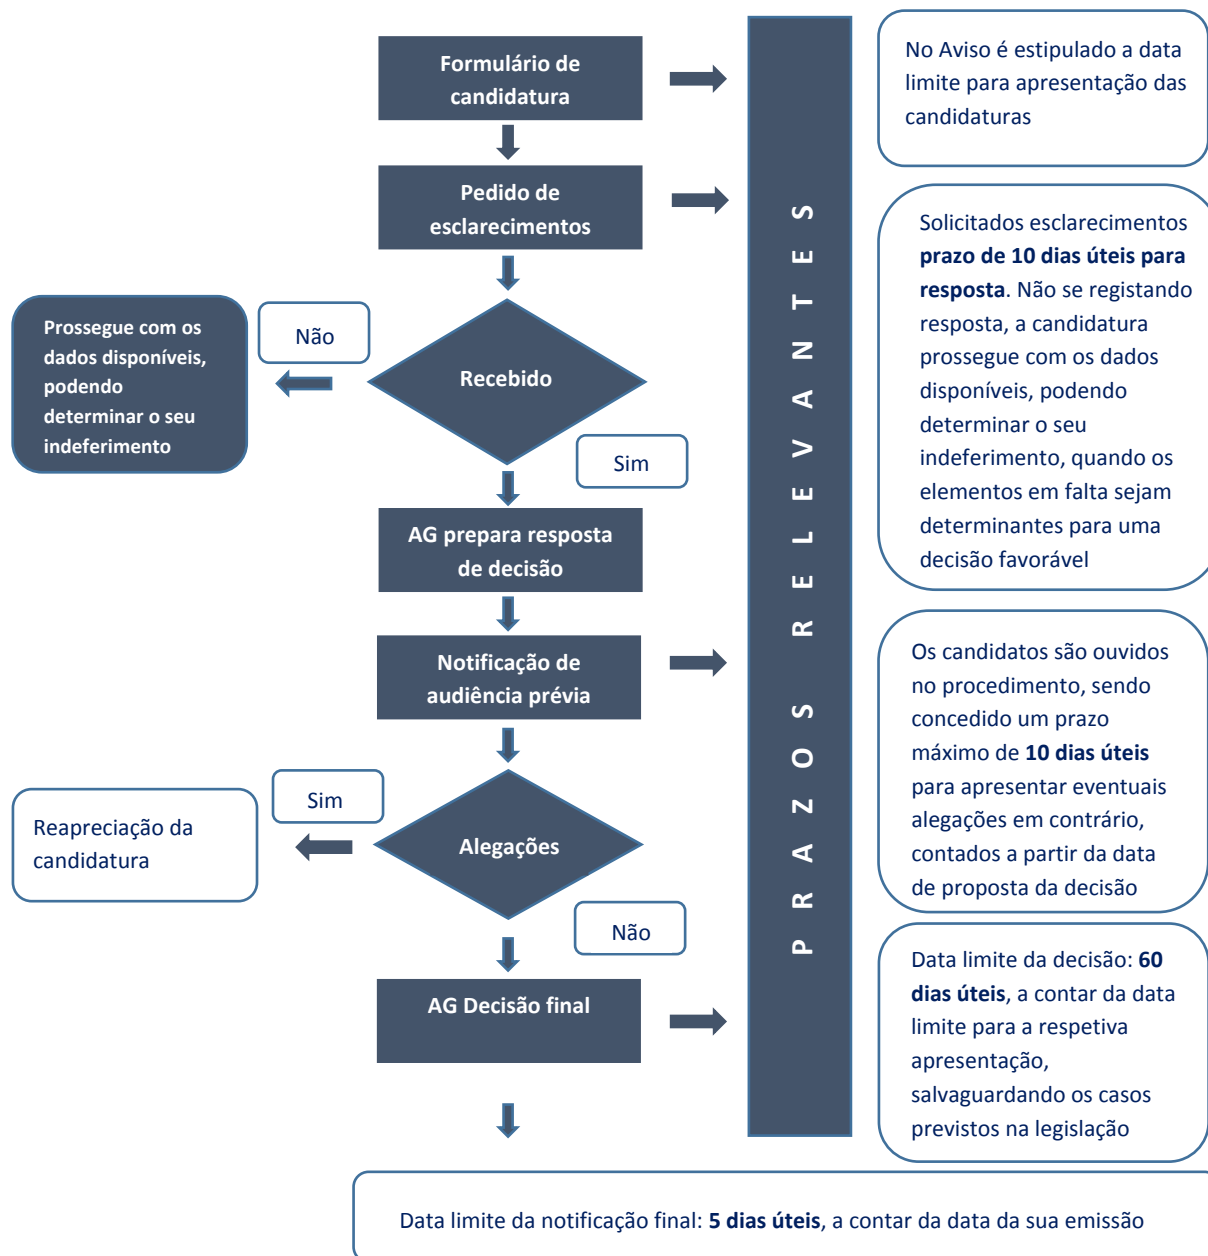 Formulário de
candidatura
No Aviso é estipulado a data
limite para apresentação das
candidaturas
Pedido de
esclarecimentos
Solicitados esclarecimentos
prazo de 10 dias úteis para
resposta. Não se registando
resposta, a candidatura
prossegue com os dados
disponíveis, podendo
determinar o seu
indeferimento, quando os
elementos em falta sejam
determinantes para uma
decisão favorável
PRAZOS RELEVANTES
Recebido
Não
Prossegue com os
dados disponíveis,
podendo
determinar o seu
indeferimento
Sim
AG prepara resposta
de decisão
Notificação de
audiência prévia
Os candidatos são ouvidos
no procedimento, sendo
concedido um prazo
máximo de 10 dias úteis
para apresentar eventuais
alegações em contrário,
contados a partir da data
de proposta da decisão
Alegações
Sim
Reapreciação da
candidatura
Não
AG Decisão final
Data limite da decisão: 60
dias úteis, a contar da data
limite para a respetiva
apresentação,
salvaguardando os casos
previstos na legislação
Data limite da notificação final: 5 dias úteis, a contar da data da sua emissão